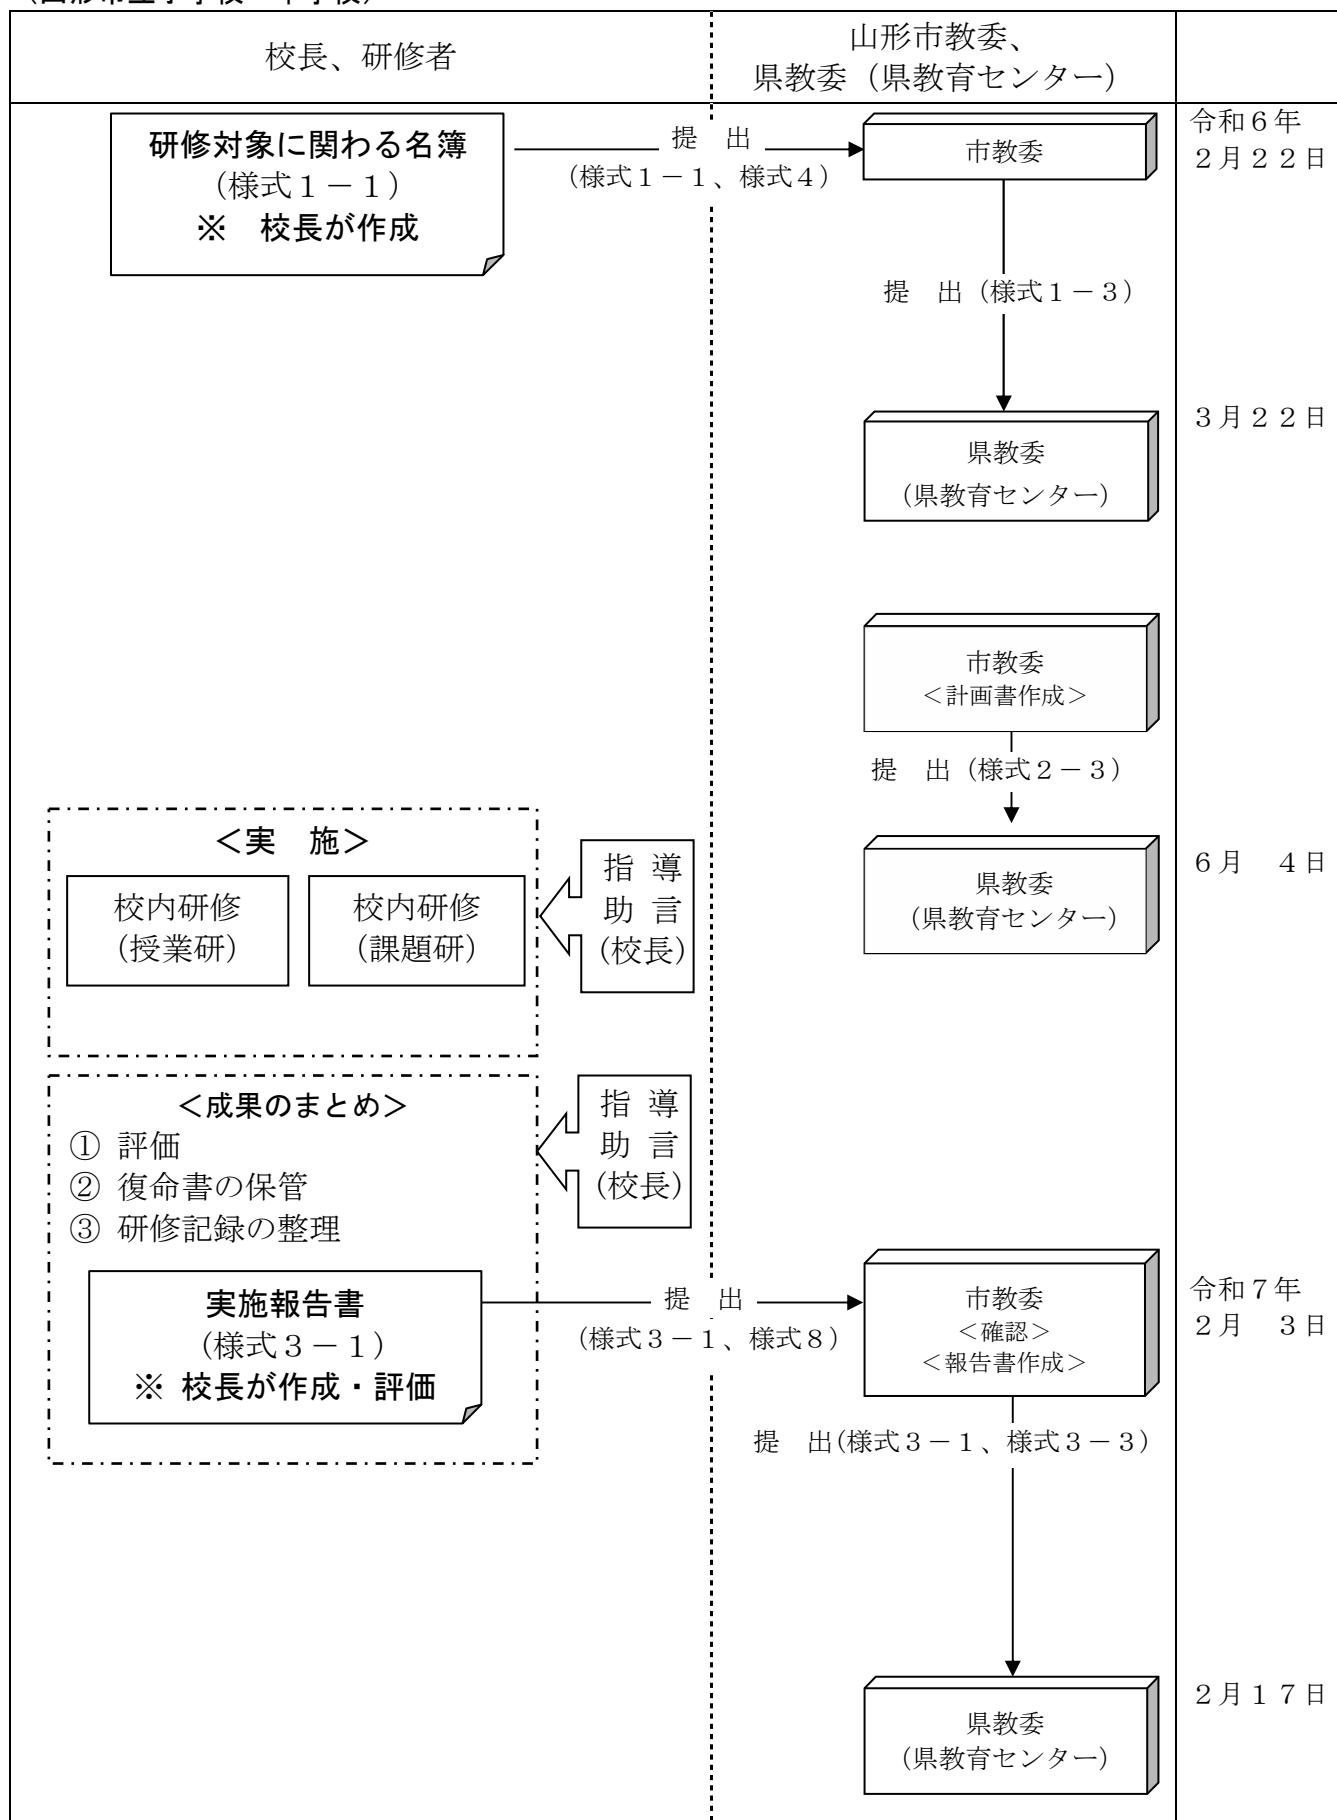 校長、研修者
山形市教委、
県教委（県教育センター）
研修対象に関わる名簿
（様式１－１）
※　校長が作成
提　出
（様式１－１、様式４）
市教委
令和６年
２月２２日
提　出（様式１－３）
県教委
（県教育センター）
３月２２日
市教委
＜計画書作成＞
提　出（様式２－３）
県教委
（県教育センター）
６月　４日
＜実　施＞
校内研修
（授業研）
校内研修
（課題研）
指　導
助　言
（校長）
＜成果のまとめ＞
① 評価
② 復命書の保管
③ 研修記録の整理
指　導
助　言
（校長）
実施報告書
（様式３－１）
※ 校長が作成・評価
提　出
（様式３－１、様式８）
市教委
＜確認＞
＜報告書作成＞
令和７年
２月　３日
提　出（様式３－１、様式３－３）
県教委
（県教育センター）
２月１７日